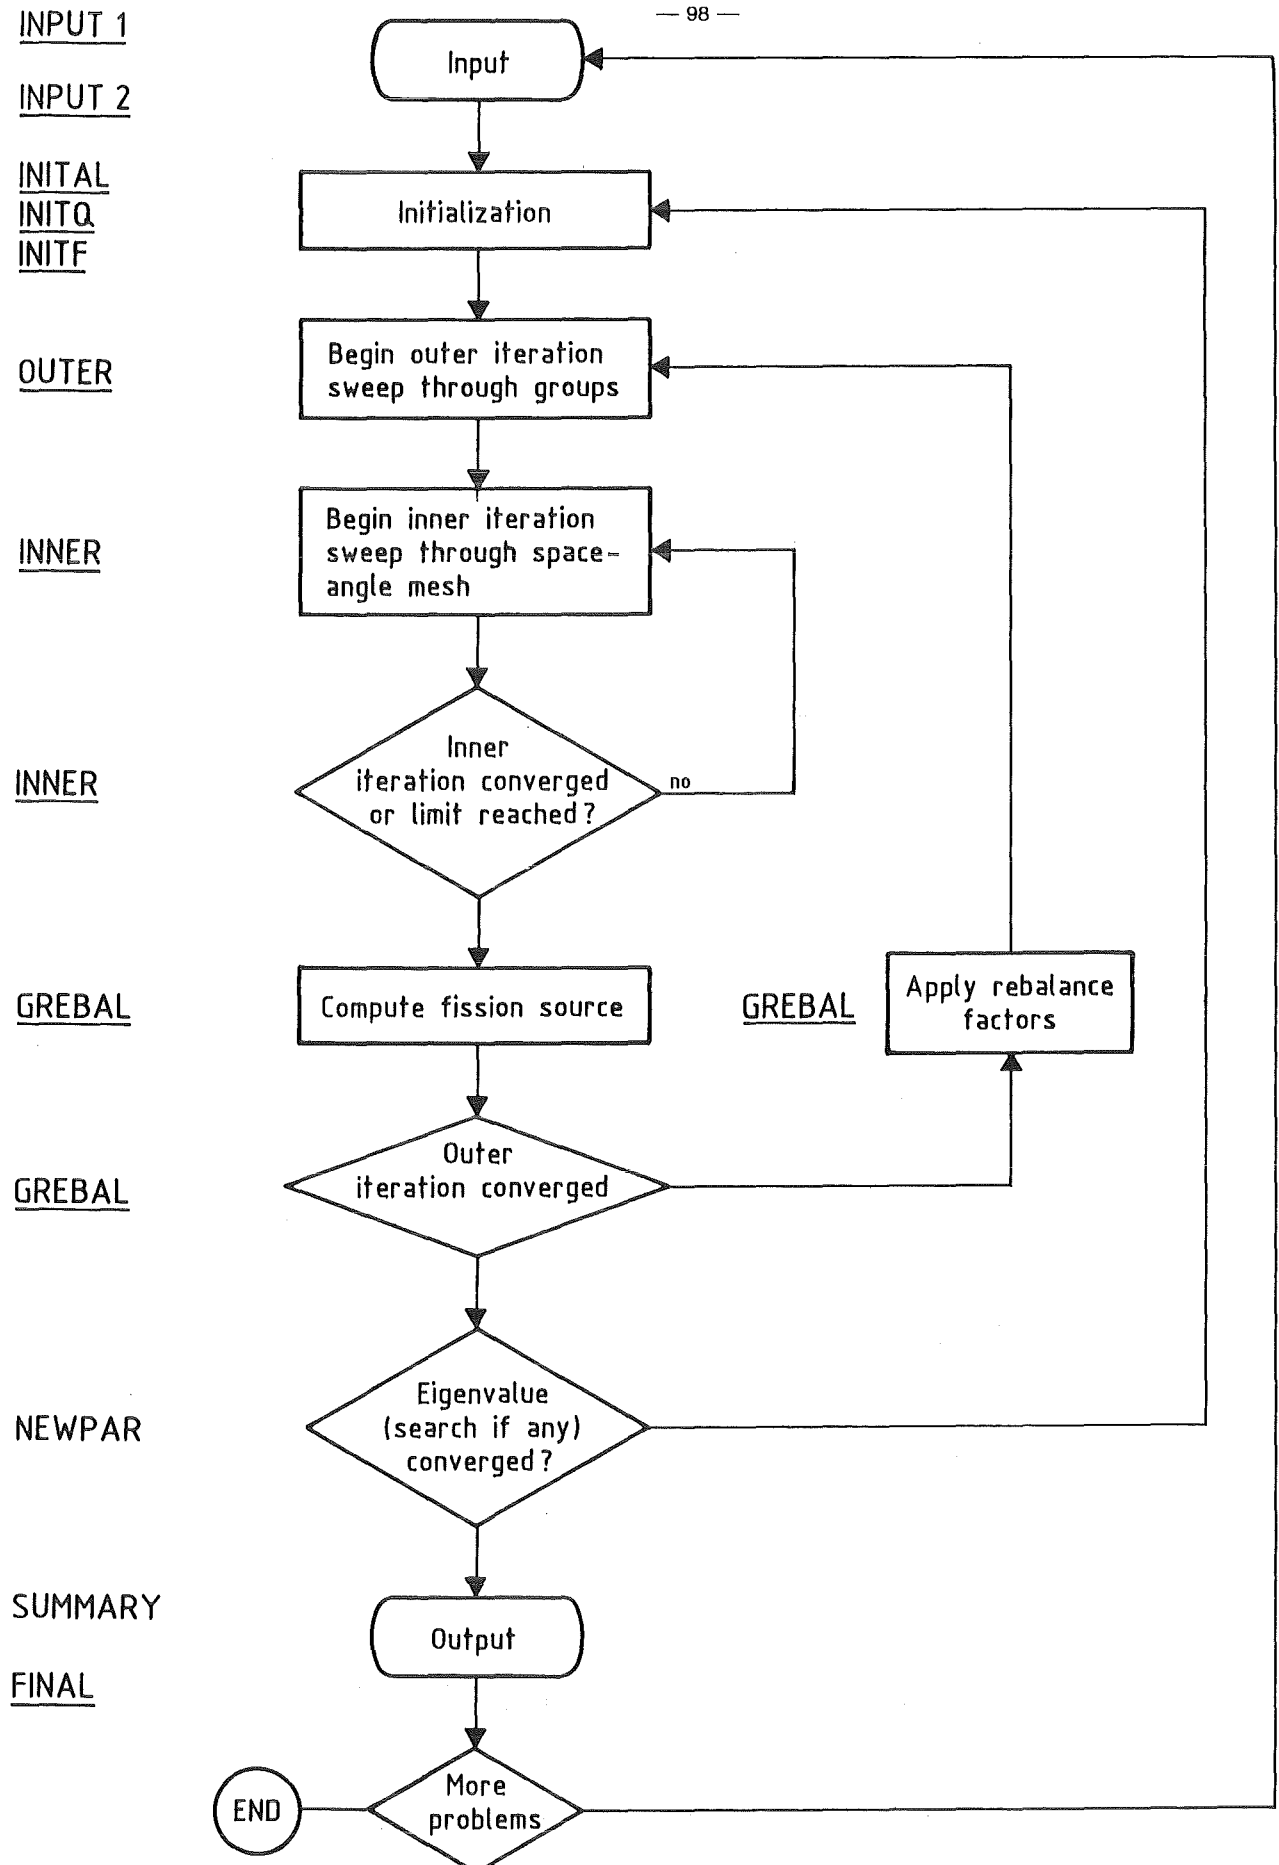 — 98 —
INPUT 1
Input
INPUT 2
INITAL
INITQ
INITF
Initialization
OUTER
Begin outer iteration
sweep through groups
INNER
Begin inner iteration
sweep through space-
angle mesh
INNER
Inner
iteration converged
or limit reached?
no
GREBAL
Compute fission source
GREBAL
Apply rebalance
factors
GREBAL
Outer
iteration converged
NEWPAR
Eigenvalue
(search if any)
converged?
SUMMARY
Output
FINAL
END
More
problems